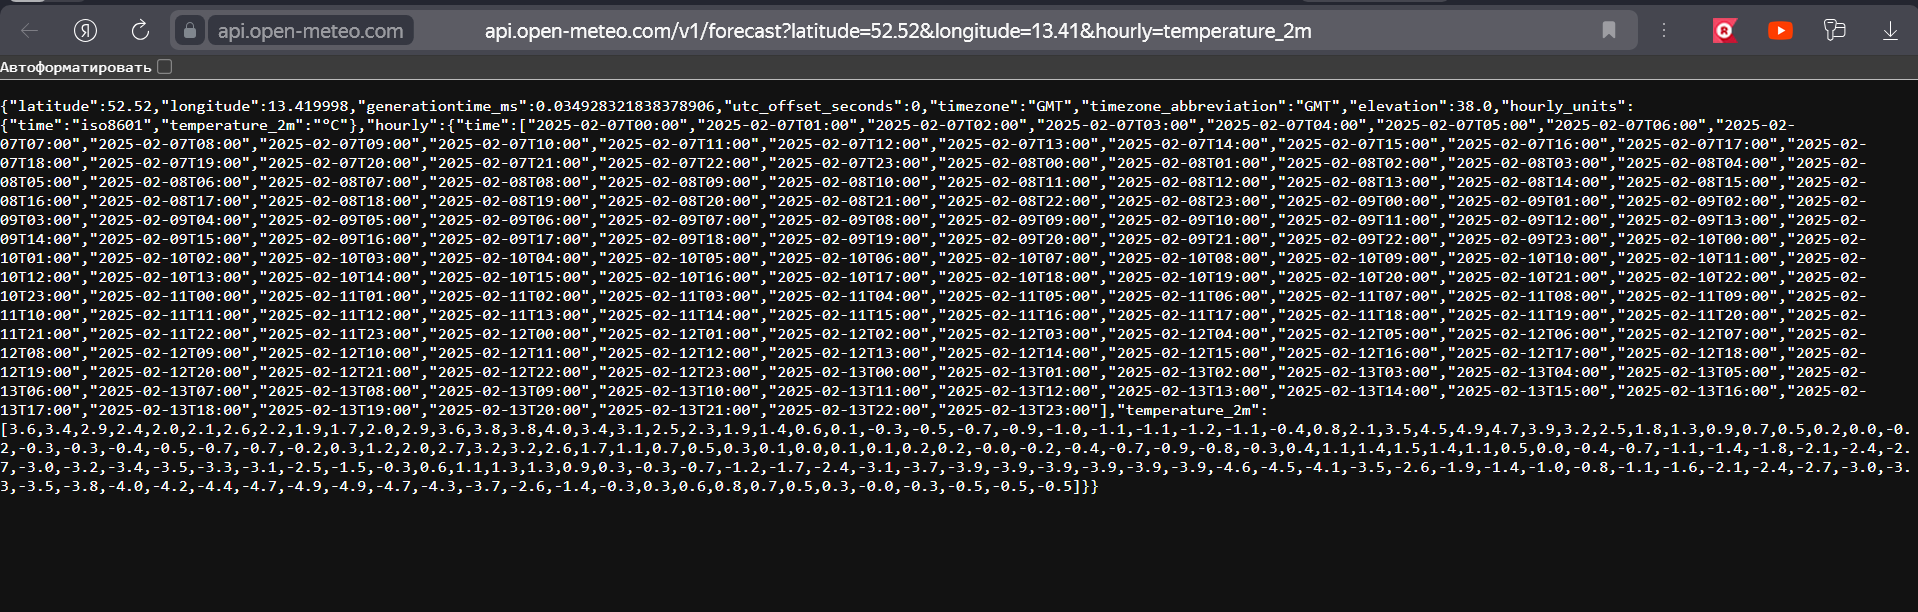 api.open-meteo.com
api.open-meteo.com/v1/forecast?latitude=52.52&longitude=13.41&hourly=temperature_2m
Автоформатировать
{"latitude":52.52,"longitude":13.419998,"generationtime_ms":0.034928321838378906,"utc_offset_seconds":0,"timezone":"GMT","timezone_abbreviation":"GMT","elevation":38.0,"hourly_units":
{"time":"iso8601","temperature_2m":"°C"},"hourly":{"time":["2025-02-07T00:00","2025-02-07T01:00","2025-02-07T02:00","2025-02-07T03:00","2025-02-07T04:00","2025-02-07T05:00","2025-02-07T06:00","2025-02-
07T07:00","2025-02-07T08:00","2025-02-07T09:00","2025-02-07T10:00","2025-02-07T11:00","2025-02-07T12:00","2025-02-07T13:00","2025-02-07T14:00","2025-02-07T15:00","2025-02-07T16:00","2025-02-07T17:00","2025-02-
07T18:00","2025-02-07T19:00","2025-02-07T20:00","2025-02-07T21:00","2025-02-07T22:00","2025-02-07T23:00","2025-02-08T00:00","2025-02-08T01:00","2025-02-08T02:00","2025-02-08T03:00","2025-02-08T04:00","2025-02-
08T05:00","2025-02-08T06:00","2025-02-08T07:00","2025-02-08T08:00","2025-02-08T09:00","2025-02-08T10:00","2025-02-08T11:00","2025-02-08T12:00","2025-02-08T13:00","2025-02-08T14:00","2025-02-08T15:00","2025-02-
08T16:00","2025-02-08T17:00","2025-02-08T18:00","2025-02-08T19:00","2025-02-08T20:00","2025-02-08T21:00","2025-02-08T22:00","2025-02-08T23:00","2025-02-09T00:00","2025-02-09T01:00","2025-02-09T02:00","2025-02-
09T03:00","2025-02-09T04:00","2025-02-09T05:00","2025-02-09T06:00","2025-02-09T07:00","2025-02-09T08:00","2025-02-09T09:00","2025-02-09T10:00","2025-02-09T11:00","2025-02-09T12:00","2025-02-09T13:00","2025-02-
09T14:00","2025-02-09T15:00","2025-02-09T16:00","2025-02-09T17:00","2025-02-09T18:00","2025-02-09T19:00","2025-02-09T20:00","2025-02-09T21:00","2025-02-09T22:00","2025-02-09T23:00","2025-02-10T00:00","2025-02-
10T01:00","2025-02-10T02:00","2025-02-10T03:00","2025-02-10T04:00","2025-02-10T05:00","2025-02-10T06:00","2025-02-10T07:00","2025-02-10T08:00","2025-02-10T09:00","2025-02-10T10:00","2025-02-10T11:00","2025-02-
10T12:00","2025-02-10T13:00","2025-02-10T14:00","2025-02-10T15:00","2025-02-10T16:00","2025-02-10T17:00","2025-02-10T18:00","2025-02-10T19:00","2025-02-10T20:00","2025-02-10T21:00","2025-02-10T22:00","2025-02-
10T23:00","2025-02-11T00:00","2025-02-11T01:00","2025-02-11T02:00","2025-02-11T03:00","2025-02-11T04:00","2025-02-11T05:00","2025-02-11T06:00","2025-02-11T07:00","2025-02-11T08:00","2025-02-11T09:00","2025-02-
11T10:00","2025-02-11T11:00","2025-02-11T12:00","2025-02-11T13:00","2025-02-11T14:00","2025-02-11T15:00","2025-02-11T16:00","2025-02-11T17:00","2025-02-11T18:00","2025-02-11T19:00","2025-02-11T20:00","2025-02-
11T21:00","2025-02-11T22:00","2025-02-11T23:00","2025-02-12T00:00","2025-02-12T01:00","2025-02-12T02:00","2025-02-12T03:00","2025-02-12T04:00","2025-02-12T05:00","2025-02-12T06:00","2025-02-12T07:00","2025-02-
12T08:00","2025-02-12T09:00","2025-02-12T10:00","2025-02-12T11:00","2025-02-12T12:00","2025-02-12T13:00","2025-02-12T14:00","2025-02-12T15:00","2025-02-12T16:00","2025-02-12T17:00","2025-02-12T18:00","2025-02-
12T19:00","2025-02-12T20:00","2025-02-12T21:00","2025-02-12T22:00","2025-02-12T23:00","2025-02-13T00:00","2025-02-13T01:00","2025-02-13T02:00","2025-02-13T03:00","2025-02-13T04:00","2025-02-13T05:00","2025-02-
13T06:00","2025-02-13T07:00","2025-02-13T08:00","2025-02-13T09:00","2025-02-13T10:00","2025-02-13T11:00","2025-02-13T12:00","2025-02-13T13:00","2025-02-13T14:00","2025-02-13T15:00","2025-02-13T16:00","2025-02-
13T17:00","2025-02-13T18:00","2025-02-13T19:00","2025-02-13T20:00","2025-02-13T21:00","2025-02-13T22:00","2025-02-13T23:00"],"temperature_2m":
[3.6,3.4,2.9,2.4,2.0,2.1,2.6,2.2,1.9,1.7,2.0,2.9,3.6,3.8,3.8,4.0,3.4,3.1,2.5,2.3,1.9,1.4,0.6,0.1,-0.3,-0.5,-0.7,-0.9,-1.0,-1.1,-1.1,-1.2,-1.1,-0.4,0.8,2.1,3.5,4.5,4.9,4.7,3.9,3.2,2.5,1.8,1.3,0.9,0.7,0.5,0.2,0.0,-0.
2,-0.3,-0.3,-0.4,-0.5,-0.7,-0.7,-0.2,0.3,1.2,2.0,2.7,3.2,3.2,2.6,1.7,1.1,0.7,0.5,0.3,0.1,0.0,0.1,0.1,0.2,0.2,-0.0,-0.2,-0.4,-0.7,-0.9,-0.8,-0.3,0.4,1.1,1.4,1.5,1.4,1.1,0.5,0.0,-0.4,-0.7,-1.1,-1.4,-1.8,-2.1,-2.4,-2.
7,-3.0,-3.2,-3.4,-3.5,-3.3,-3.1,-2.5,-1.5,-0.3,0.6,1.1,1.3,1.3,0.9,0.3,-0.3,-0.7,-1.2,-1.7,-2.4,-3.1,-3.7,-3.9,-3.9,-3.9,-3.9,-3.9,-3.9,-4.6,-4.5,-4.1,-3.5,-2.6,-1.9,-1.4,-1.0,-0.8,-1.1,-1.6,-2.1,-2.4,-2.7,-3.0,-3.
3,-3.5,-3.8,-4.0,-4.2,-4.4,-4.7,-4.9,-4.9,-4.7,-4.3,-3.7,-2.6,-1.4,-0.3,0.3,0.6,0.8,0.7,0.5,0.3,-0.0,-0.3,-0.5,-0.5,-0.5]}}